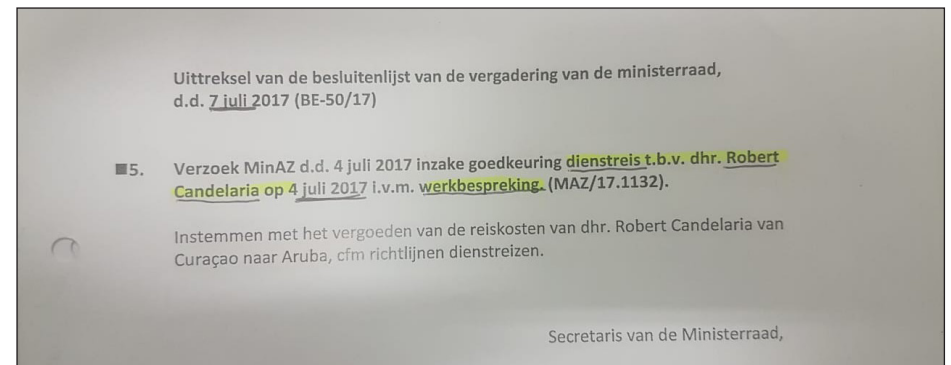 Uittreksel van de besluitenlijst van de vergadering van de ministerraad,
d.d. 7 juli 2017 (BE-50/17)
■5. Verzoek MinAZ d.d. 4 juli 2017 inzake goedkeuring dienstreis t.b.v. dhr. Robert
Candelaria op 4 juli 2017 i.v.m. werkbespreking. (MAZ/17.1132).
Instemmen met het vergoeden van de reiskosten van dhr. Robert Candelaria van
Curaçao naar Aruba, cfm richtlijnen dienstreizen.
Secretaris van de Ministerraad,